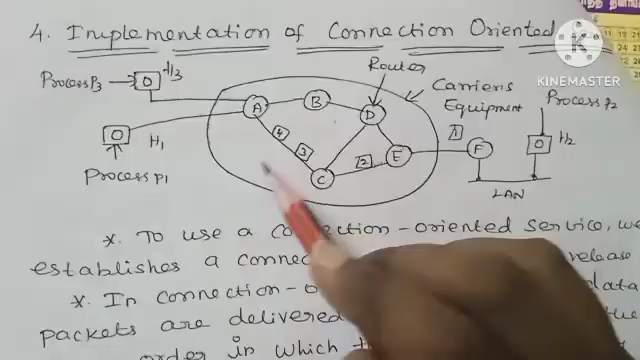 4. Implementation of Connection Oriented
KINEMASTER
Process P3
H3
Router
Carrier's
Equipment
Process P2
A
B
D
C
E
F
4
3
2
1
H1
H2
Process P1
LAN
*. To use a connection-oriented service, we
establishes a connec release
*. In connection-o data
packets are delivered the
order in which t